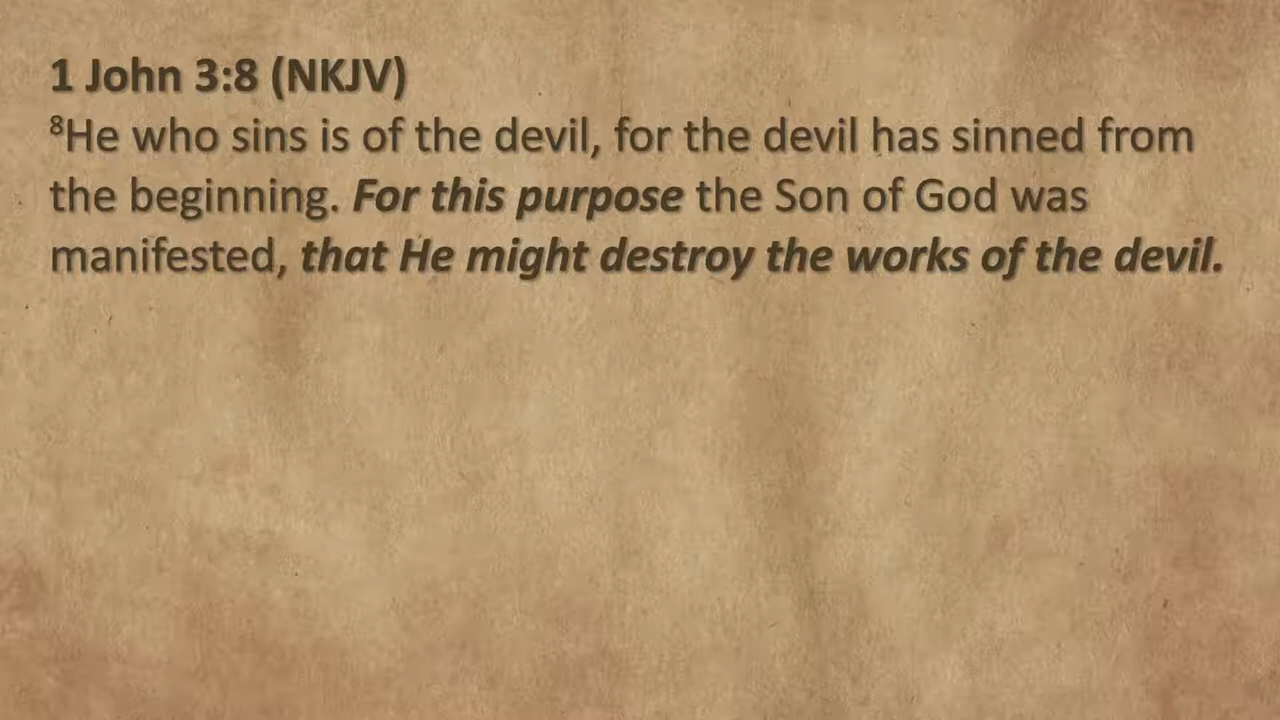 1 John 3:8 (NKJV)
⁸He who sins is of the devil, for the devil has sinned from
the beginning. For this purpose the Son of God was
manifested, that He might destroy the works of the devil.